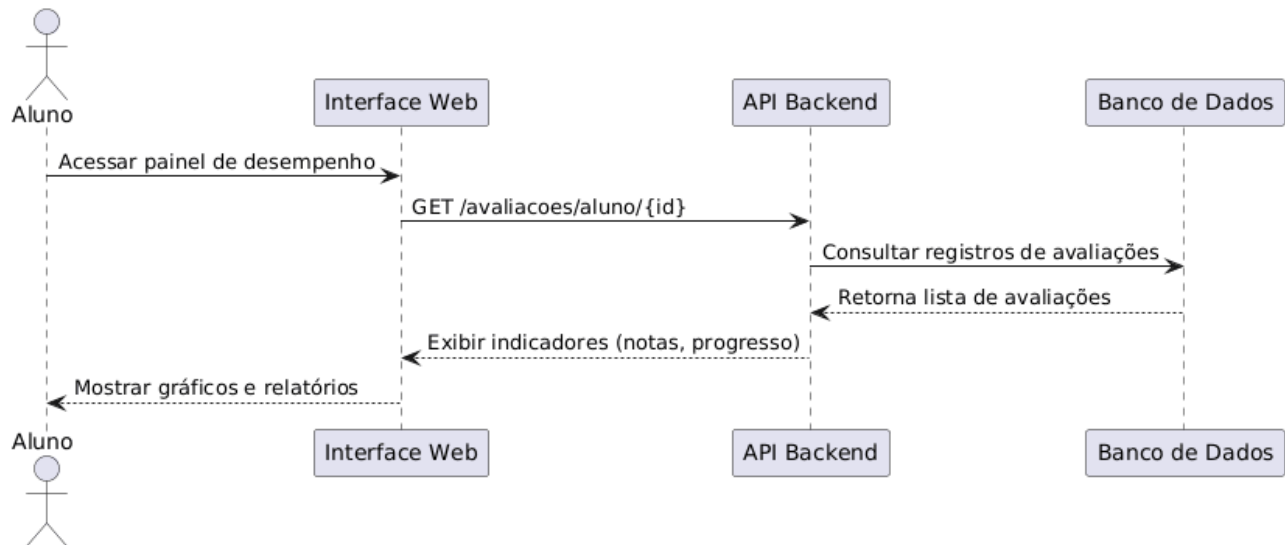 Aluno
Interface Web
API Backend
Banco de Dados
Acessar painel de desempenho
GET /avaliacoes/aluno/{id}
Consultar registros de avaliações
Retorna lista de avaliações
Exibir indicadores (notas, progresso)
Mostrar gráficos e relatórios
Aluno
Interface Web
API Backend
Banco de Dados